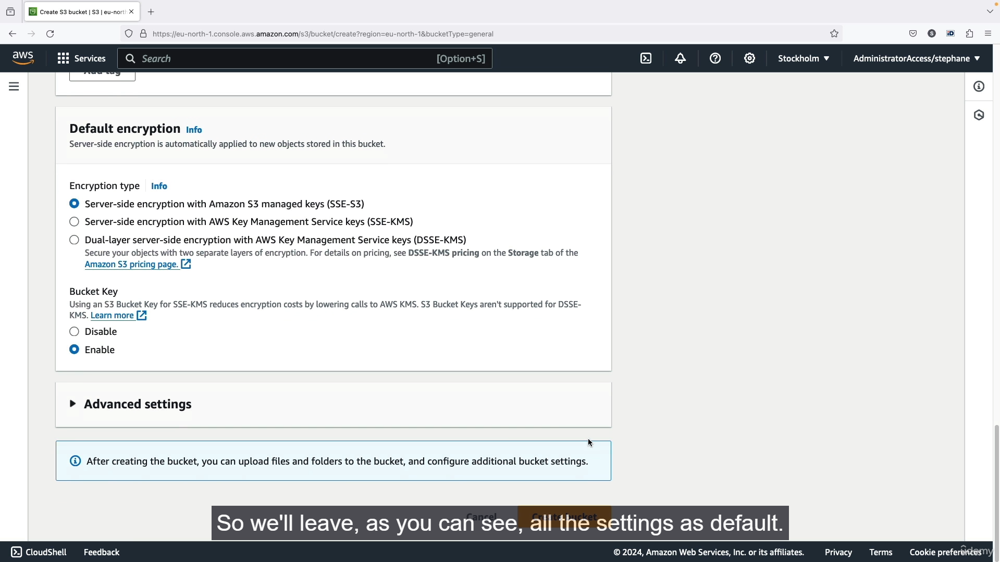 Create S3 bucket | S3 | eu-north
https://eu-north-1.console.aws.amazon.com/s3/bucket/create?region=eu-north-1&bucketType=general
aws
Services
Search
[Option+S]
Stockholm
AdministratorAccess/stephane
Add tag
Default encryption Info
Server-side encryption is automatically applied to new objects stored in this bucket.
Encryption type Info
Server-side encryption with Amazon S3 managed keys (SSE-S3)
Server-side encryption with AWS Key Management Service keys (SSE-KMS)
Dual-layer server-side encryption with AWS Key Management Service keys (DSSE-KMS)
Secure your objects with two separate layers of encryption. For details on pricing, see DSSE-KMS pricing on the Storage tab of the
Amazon S3 pricing page.
Bucket Key
Using an S3 Bucket Key for SSE-KMS reduces encryption costs by lowering calls to AWS KMS. S3 Bucket Keys aren't supported for DSSE-
KMS. Learn more
Disable
Enable
Advanced settings
After creating the bucket, you can upload files and folders to the bucket, and configure additional bucket settings.
Cancel
Create bucket
So we'll leave, as you can see, all the settings as default.
CloudShell
Feedback
© 2024, Amazon Web Services, Inc. or its affiliates.
Privacy
Terms
Cookie preferences
udemy